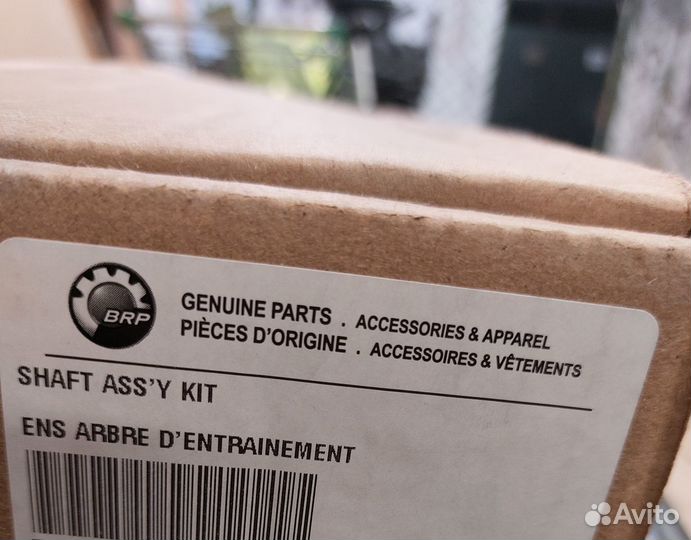 BRP
GENUINE PARTS . ACCESSORIES & APPAREL
PIÈCES D'ORIGINE . ACCESSOIRES & VÊTEMENTS
SHAFT ASS'Y KIT
ENS ARBRE D'ENTRAINEMENT
Avito